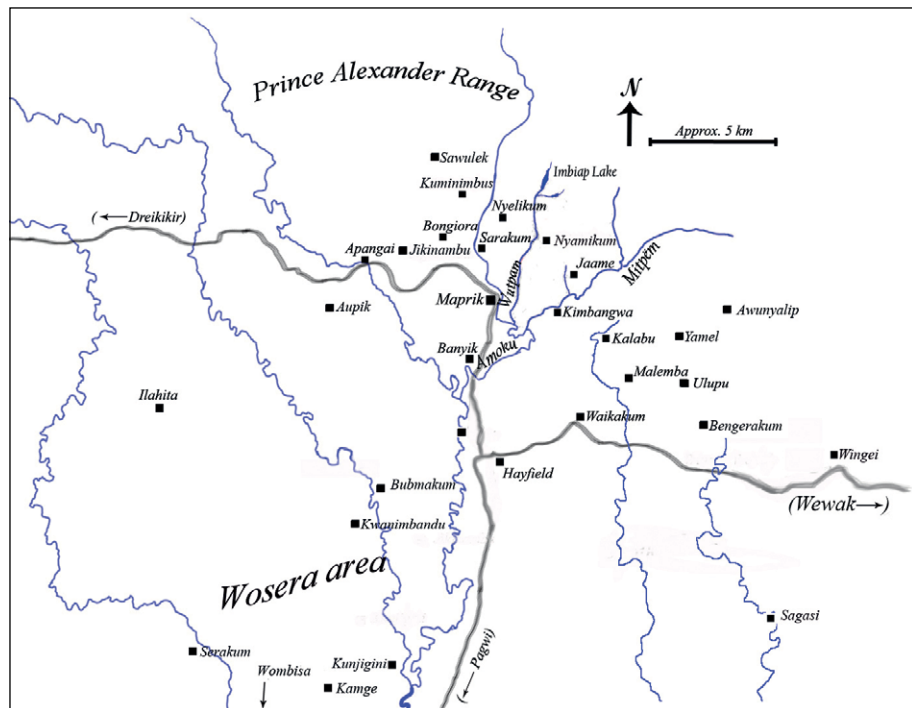 Prince Alexander Range
N
Approx. 5 km
Sawulek
Imbiap Lake
Kuminimbus
Nyelikum
(←Dreikikir)
Bongiora
Nyamikum
Apangai
Jikinambu
Sarakum
Jaame
Mitpem
Wutpam
Maprik
Aupik
Kimbangwa
Awunyalip
Kalabu
Yamel
Banyik
Amoku
Malemba
Ulupu
Ilahita
Waikakum
Bengerakum
Wingei
Hayfield
Bubmakum
(Wewak→)
Kwanimbandu
Wosera area
Sagasi
Serakum
Wombisa
↓
Kunjigini
Kamge
(←Pagwi)